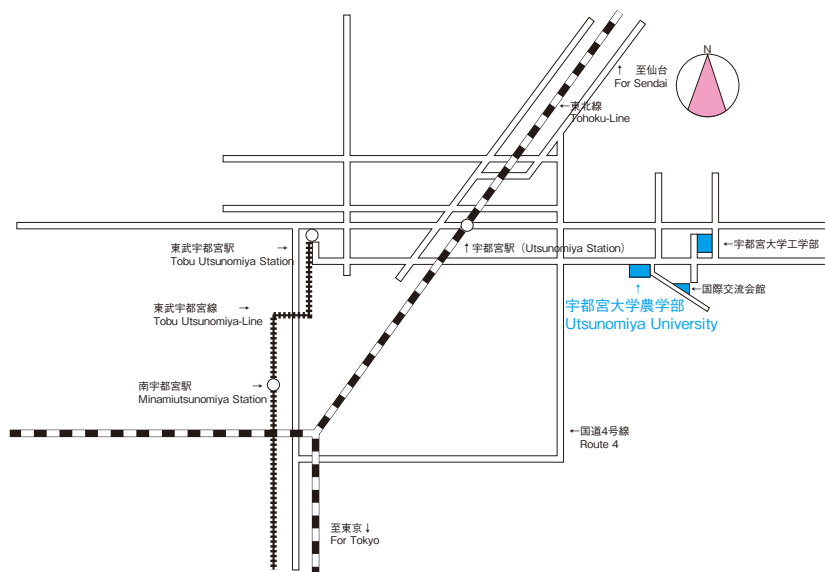 N
↑ 至仙台
For Sendai
←東北線
Tohoku-Line
東武宇都宮駅 →
Tobu Utsunomiya Station
↑宇都宮駅（Utsunomiya Station）
←宇都宮大学工学部
←国際交流会館
↑
宇都宮大学農学部
Utsunomiya University
東武宇都宮線 →
Tobu Utsunomiya-Line
南宇都宮駅 →
Minamiutsunomiya Station
←国道4号線
Route 4
至東京↓
For Tokyo